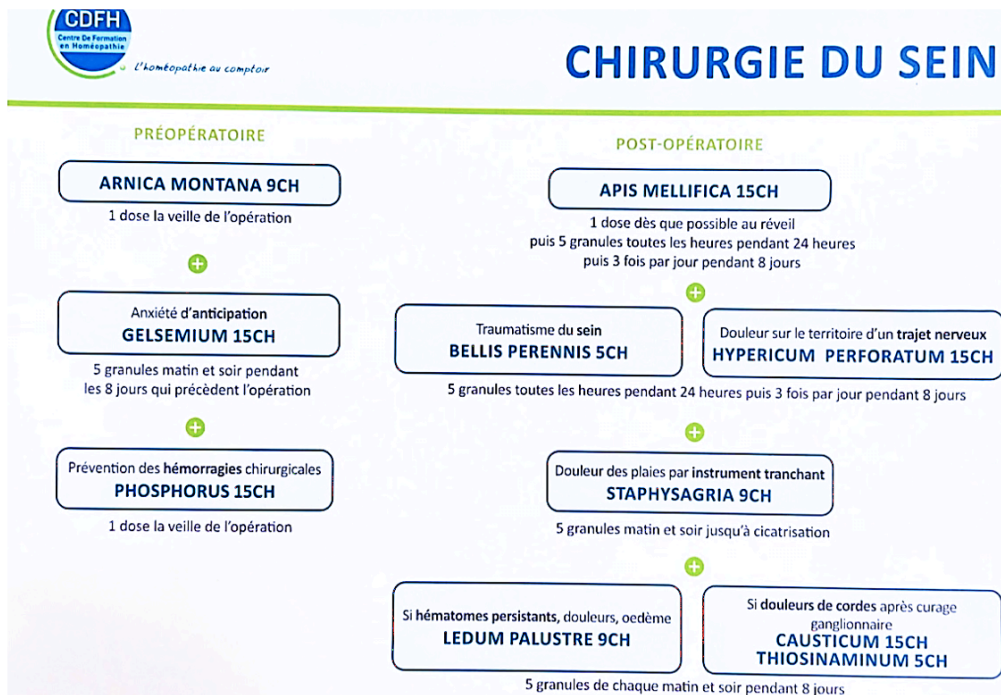 CDFH
Centre De Formation
en Homéopathie
L'homéopathie au comptoir
CHIRURGIE DU SEIN
PRÉOPÉRATOIRE
ARNICA MONTANA 9CH
1 dose la veille de l'opération
+
Anxiété d'anticipation
GELSEMIUM 15CH
5 granules matin et soir pendant
les 8 jours qui précèdent l'opération
+
Prévention des hémorragies chirurgicales
PHOSPHORUS 15CH
1 dose la veille de l'opération
POST-OPÉRATOIRE
APIS MELLIFICA 15CH
1 dose dès que possible au réveil
puis 5 granules toutes les heures pendant 24 heures
puis 3 fois par jour pendant 8 jours
+
Traumatisme du sein
BELLIS PERENNIS 5CH
Douleur sur le territoire d'un trajet nerveux
HYPERICUM PERFORATUM 15CH
5 granules toutes les heures pendant 24 heures puis 3 fois par jour pendant 8 jours
+
Douleur des plaies par instrument tranchant
STAPHYSAGRIA 9CH
5 granules matin et soir jusqu'à cicatrisation
+
Si hématomes persistants, douleurs, oedème
LEDUM PALUSTRE 9CH
Si douleurs de cordes après curage
ganglionnaire
CAUSTICUM 15CH
THIOSINAMINUM 5CH
5 granules de chaque matin et soir pendant 8 jours